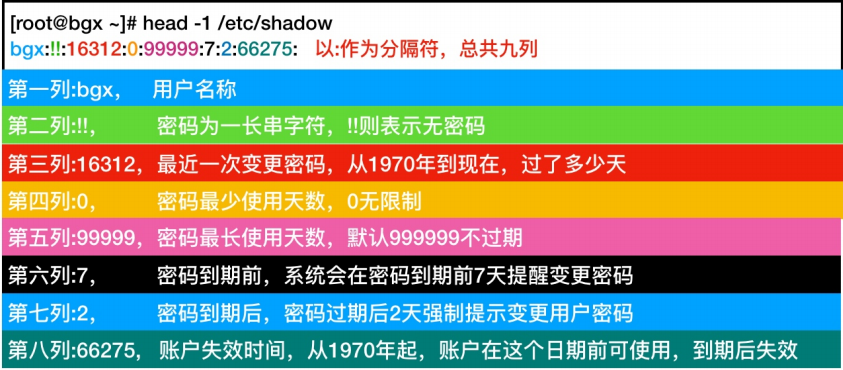 [root@bgx ~]# head -1 /etc/shadow
bgx:!!:16312:0:99999:7:2:66275: 以:作为分隔符，总共九列
第一列:bgx， 用户名称
第二列:!!， 密码为一长串字符，!!则表示无密码
第三列:16312，最近一次变更密码，从1970年到现在，过了多少天
第四列:0， 密码最少使用天数，0无限制
第五列:99999，密码最长使用天数，默认999999不过期
第六列:7， 密码到期前，系统会在密码到期前7天提醒变更密码
第七列:2， 密码到期后，密码过期后2天强制提示变更用户密码
第八列:66275，账户失效时间，从1970年起，账户在这个日期前可使用，到期后失效